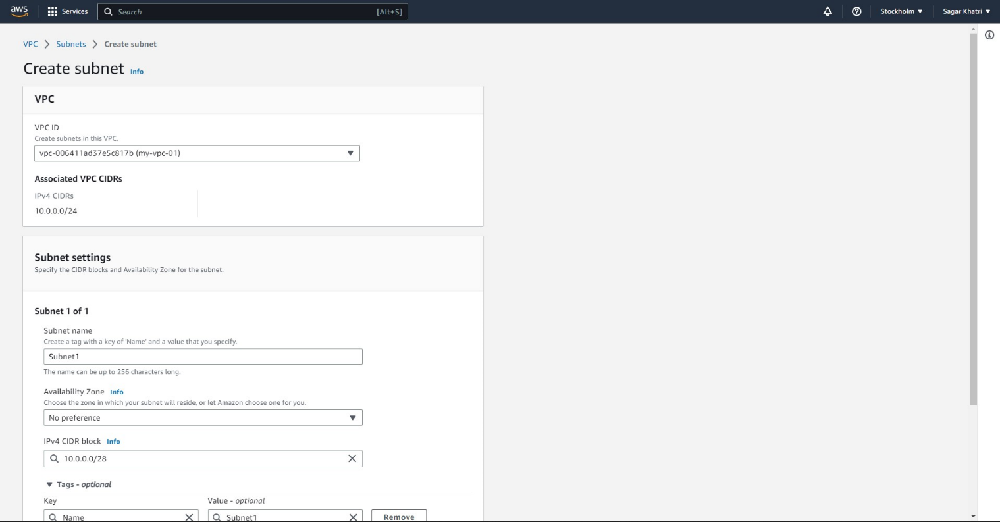 aws Services Search [Alt+S] Stockholm Sagar Khatri
VPC Subnets Create subnet
Create subnet Info
VPC
VPC ID
Create subnets in this VPC.
vpc-006411ad37e5c817b (my-vpc-01)
Associated VPC CIDRs
IPv4 CIDRs
10.0.0.0/24
Subnet settings
Specify the CIDR blocks and Availability Zone for the subnet.
Subnet 1 of 1
Subnet name
Create a tag with a key of 'Name' and a value that you specify.
Subnet1
The name can be up to 256 characters long.
Availability Zone Info
Choose the zone in which your subnet will reside, or let Amazon choose one for you.
No preference
IPv4 CIDR block Info
10.0.0.0/28
Tags - optional
Key Value - optional
Name Subnet1 Remove